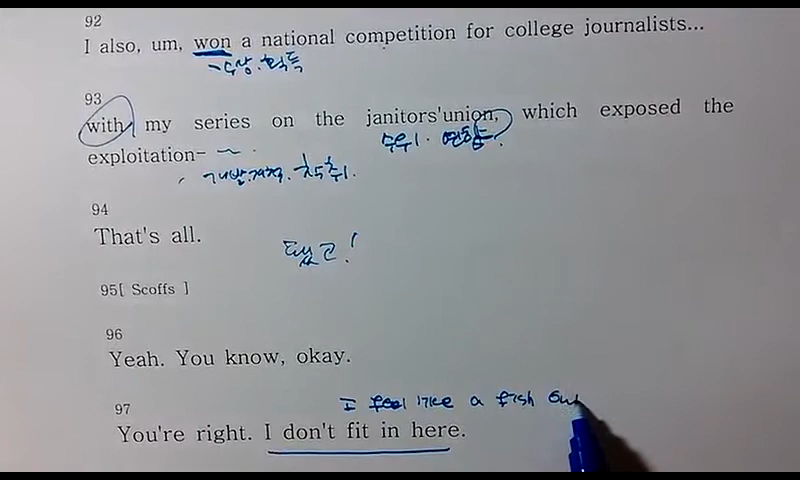 92
I also, um, won a national competition for college journalists...
수상.획득
93
with my series on the janitors'union, which exposed the
exploitation-
수위. 연합
개발.개척. 착취.
94
That's all.
됐고!
95[ Scoffs ]
96
Yeah. You know, okay.
97
I feel like a fish out
You're right. I don't fit in here.